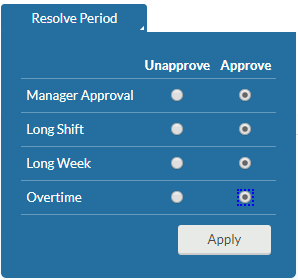 Resolve Period
Unapprove Approve
Manager Approval
Long Shift
Long Week
Overtime
Apply